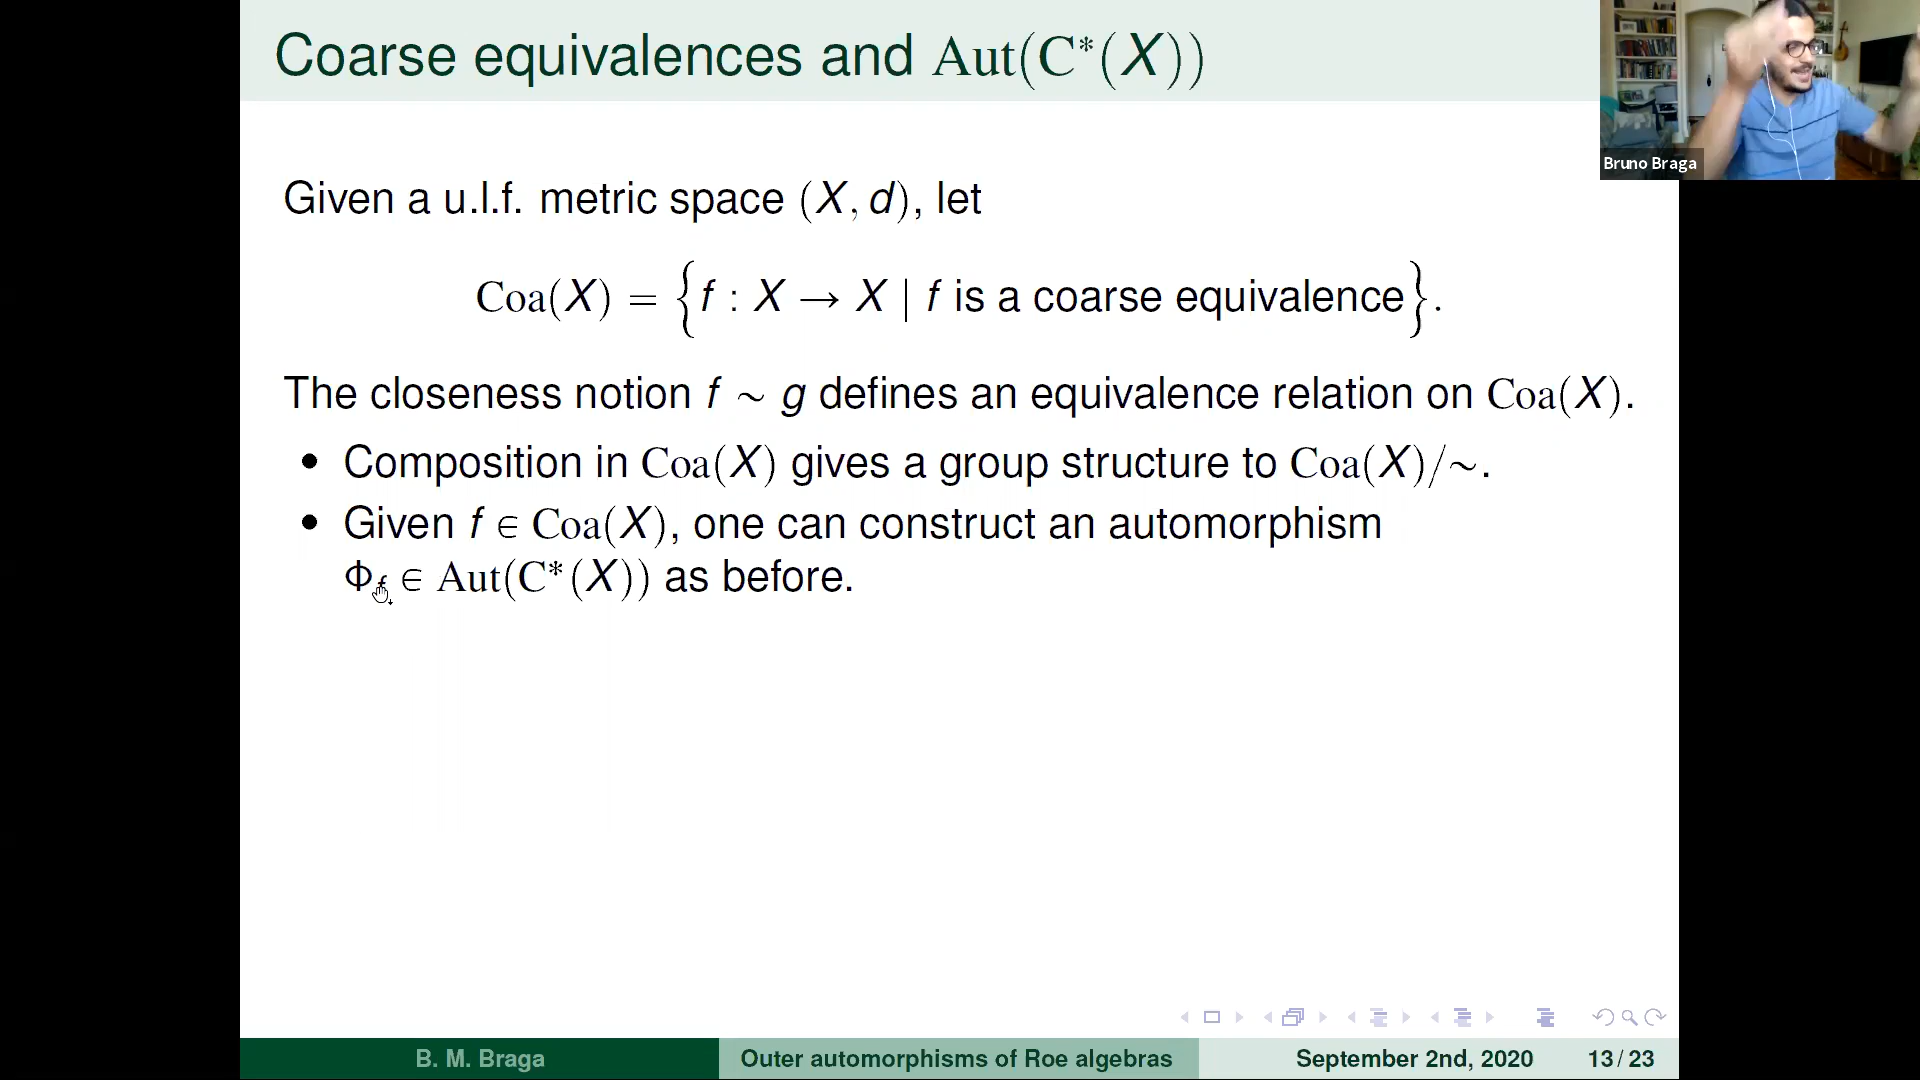 Coarse equivalences and Aut(C*(X))
Bruno Braga
Given a u.l.f. metric space (X, d), let
Coa(X) = {f : X → X | f is a coarse equivalence}.
The closeness notion f ∼ g defines an equivalence relation on Coa(X).
• Composition in Coa(X) gives a group structure to Coa(X)/∼.
• Given f ∈ Coa(X), one can construct an automorphism
Φ_f ∈ Aut(C*(X)) as before.
B. M. Braga
Outer automorphisms of Roe algebras
September 2nd, 2020
13 / 23